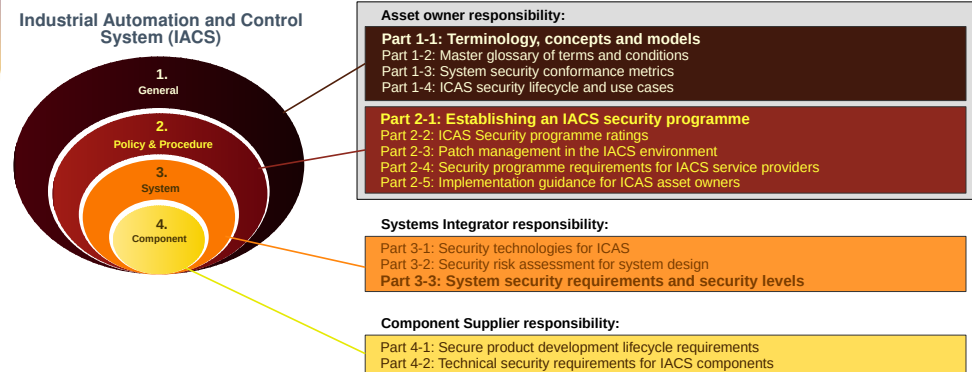 Industrial Automation and Control
System (IACS)
1.
General
2.
Policy & Procedure
3.
System
4.
Component
Asset owner responsibility:
Part 1-1: Terminology, concepts and models
Part 1-2: Master glossary of terms and conditions
Part 1-3: System security conformance metrics
Part 1-4: ICAS security lifecycle and use cases
Part 2-1: Establishing an IACS security programme
Part 2-2: ICAS Security programme ratings
Part 2-3: Patch management in the IACS environment
Part 2-4: Security programme requirements for IACS service providers
Part 2-5: Implementation guidance for ICAS asset owners
Systems Integrator responsibility:
Part 3-1: Security technologies for ICAS
Part 3-2: Security risk assessment for system design
Part 3-3: System security requirements and security levels
Component Supplier responsibility:
Part 4-1: Secure product development lifecycle requirements
Part 4-2: Technical security requirements for IACS components